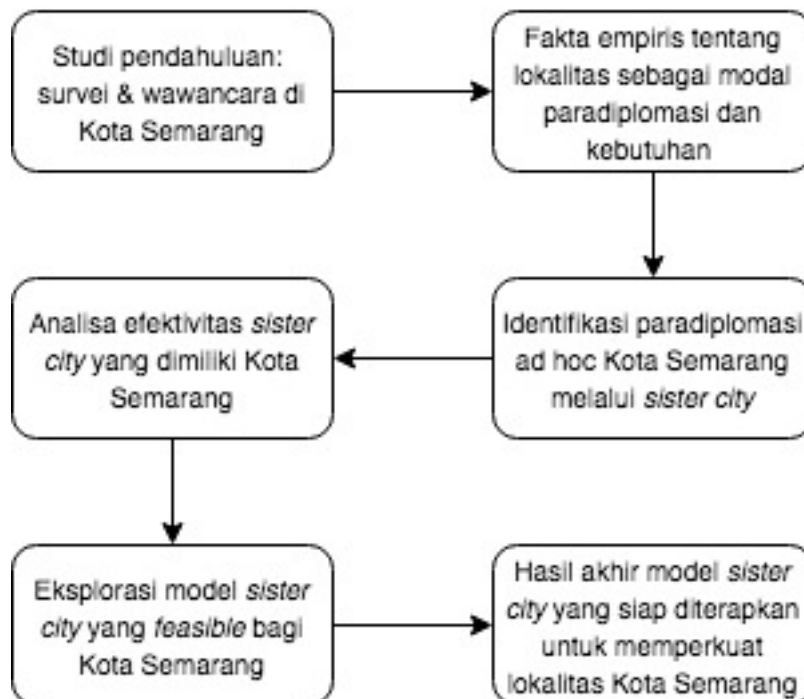 Studi pendahuluan:
survei & wawancara di
Kota Semarang
Fakta empiris tentang
lokalitas sebagai modal
paradiplomasi dan
kebutuhan
Identifikasi paradiplomasi
ad hoc Kota Semarang
melalui sister city
Analisa efektivitas sister
city yang dimiliki Kota
Semarang
Eksplorasi model sister
city yang feasible bagi
Kota Semarang
Hasil akhir model sister
city yang siap diterapkan
untuk memperkuat
lokalitas Kota Semarang